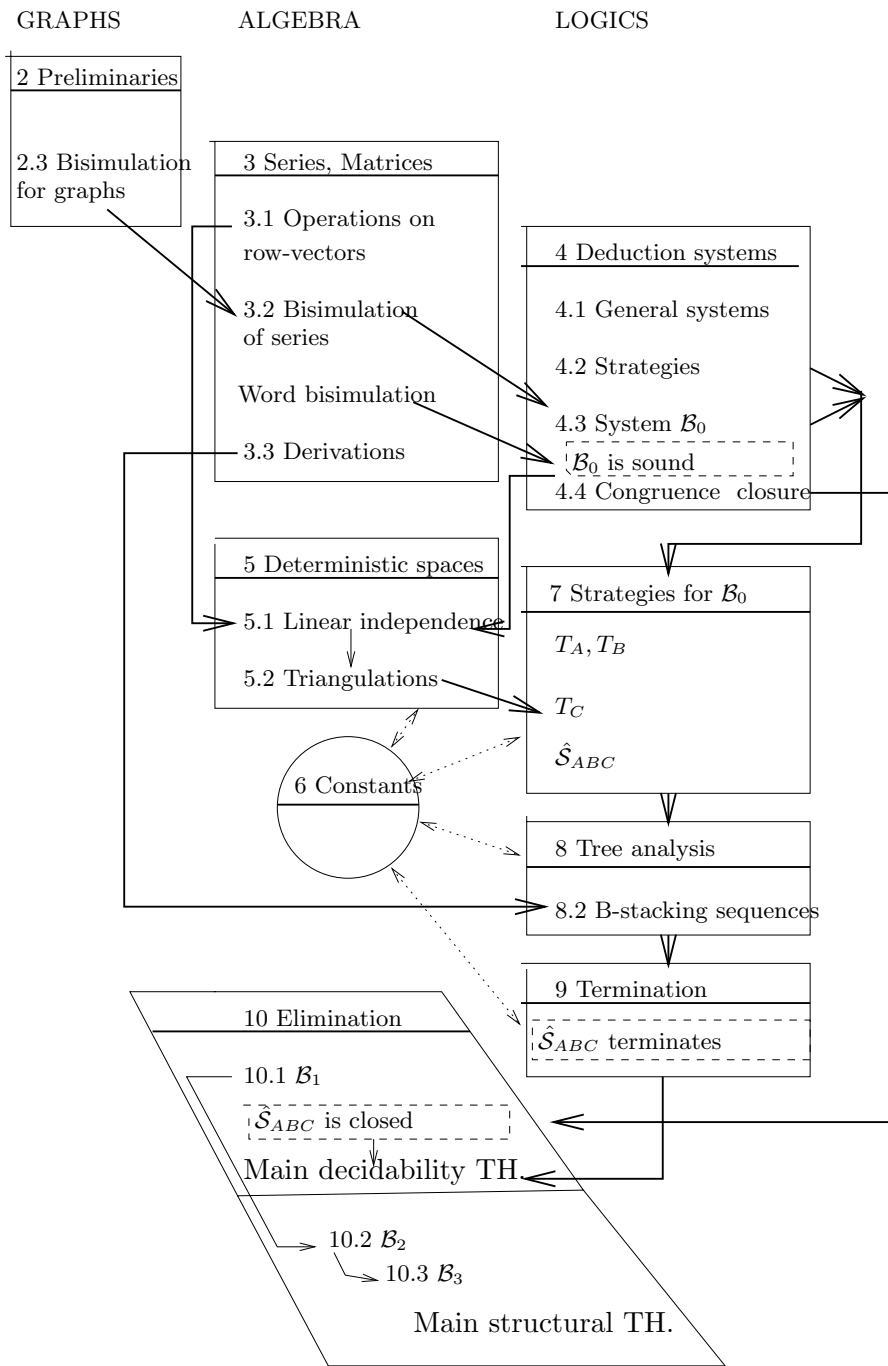 GRAPHS ALGEBRA LOGICS
2 Preliminaries
2.3 Bisimulation
for graphs
3 Series, Matrices
3.1 Operations on
row-vectors
3.2 Bisimulation
of series
Word bisimulation
3.3 Derivations
4 Deduction systems
4.1 General systems
4.2 Strategies
4.3 System B₀
B₀ is sound
4.4 Congruence closure
5 Deterministic spaces
5.1 Linear independence
5.2 Triangulations
6 Constants
7 Strategies for B₀
T_A, T_B
T_C
Ŝ_ABC
8 Tree analysis
8.2 B-stacking sequences
9 Termination
Ŝ_ABC terminates
10 Elimination
10.1 B₁
Ŝ_ABC is closed
Main decidability TH.
10.2 B₂
10.3 B₃
Main structural TH.